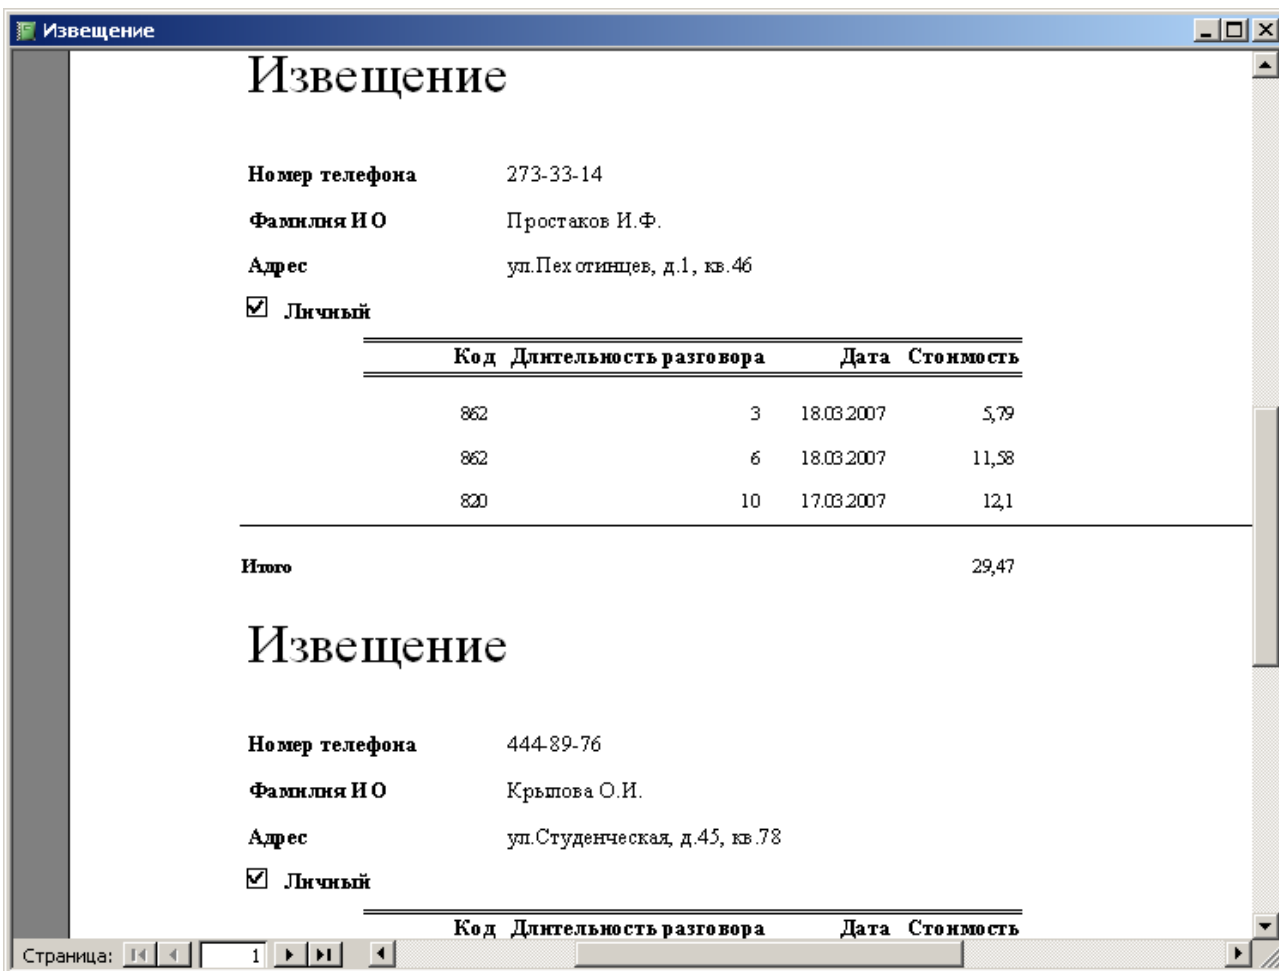 Извещение
Извещение
Номер телефона 273-33-14
Фамилия ИО Простаков И.Ф.
Адрес ул.Пехотинцев, д.1, кв.46
Личный
Код Длительность разговора Дата Стоимость
862 3 18.03.2007 5,79
862 6 18.03.2007 11,58
820 10 17.03.2007 12,1
Итого 29,47
Извещение
Номер телефона 444-89-76
Фамилия ИО Крылова О.И.
Адрес ул.Студенческая, д.45, кв.78
Личный
Код Длительность разговора Дата Стоимость
Страница: 1